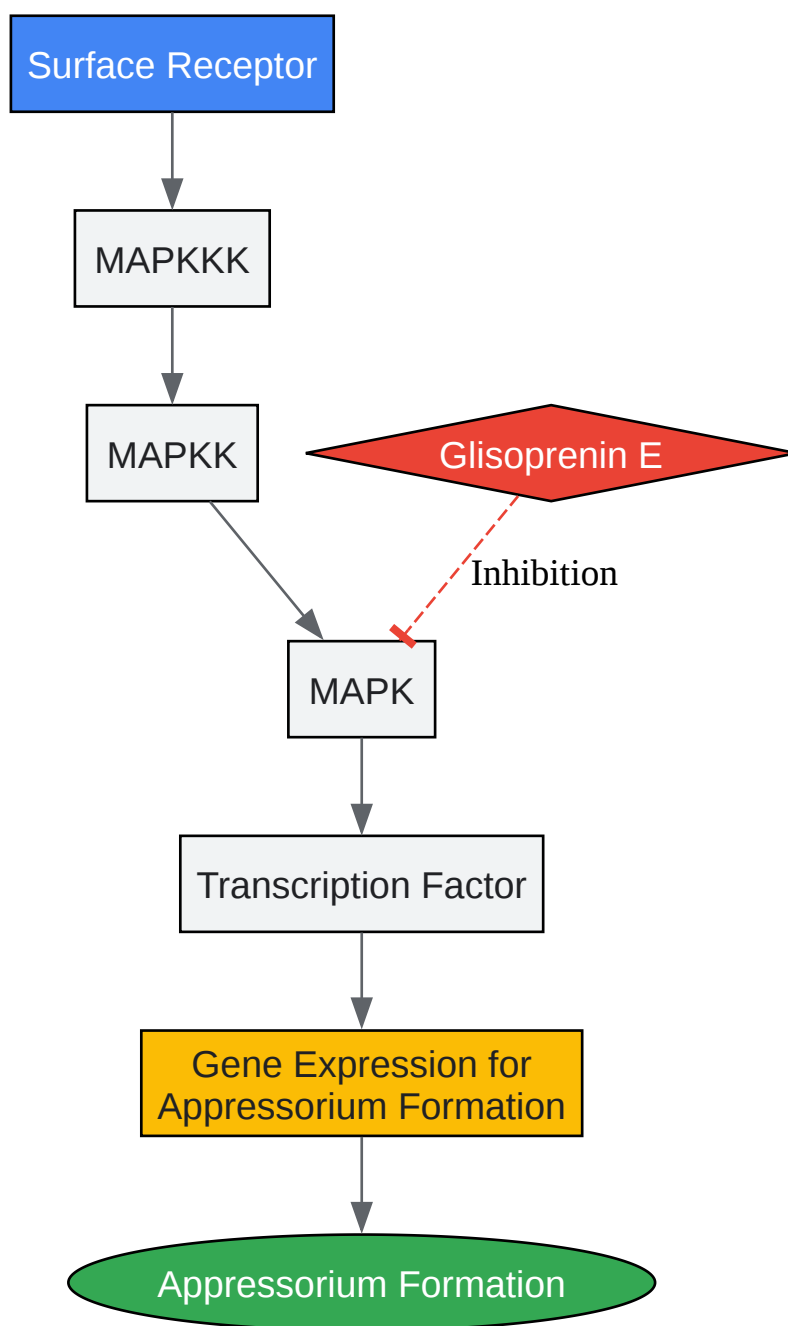 Surface Receptor
MAPKKK
MAPKK
Glisoprenin E
Inhibition
MAPK
Transcription Factor
Gene Expression for
Appressorium Formation
Appressorium Formation